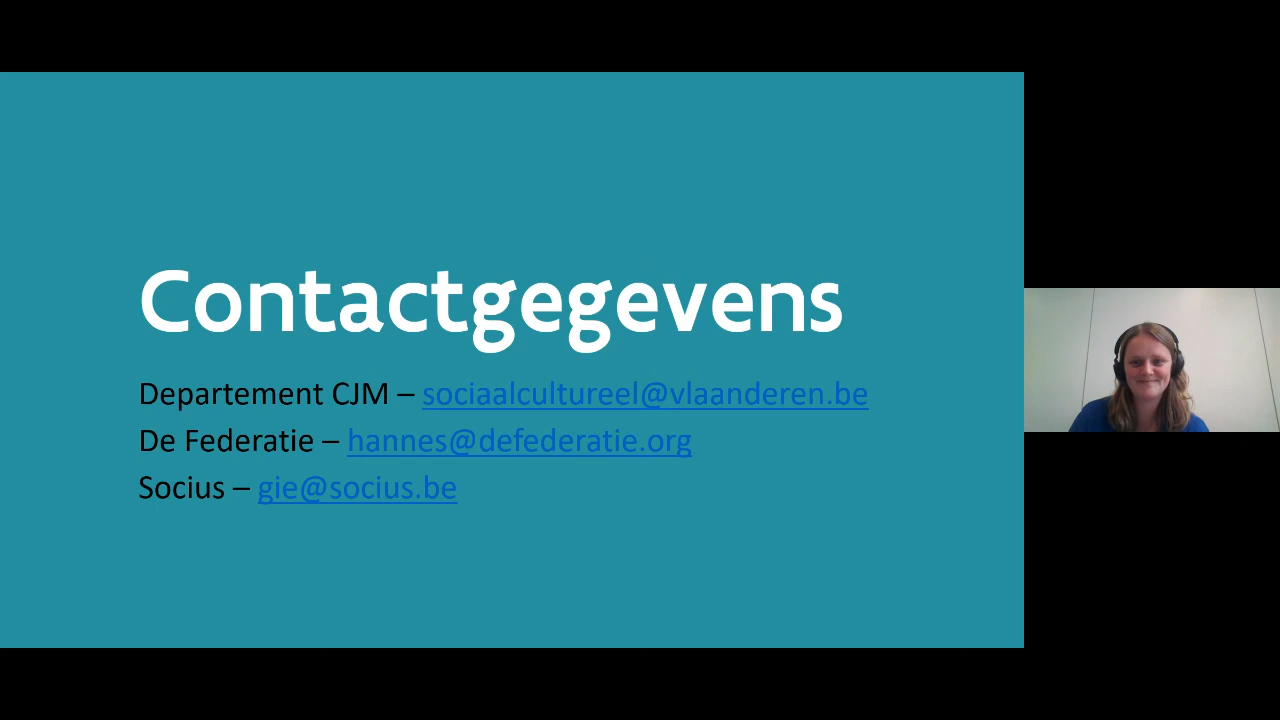 Contactgegevens
Departement CJM – sociaalcultureel@vlaanderen.be
De Federatie – hannes@defederatie.org
Socius – gie@socius.be